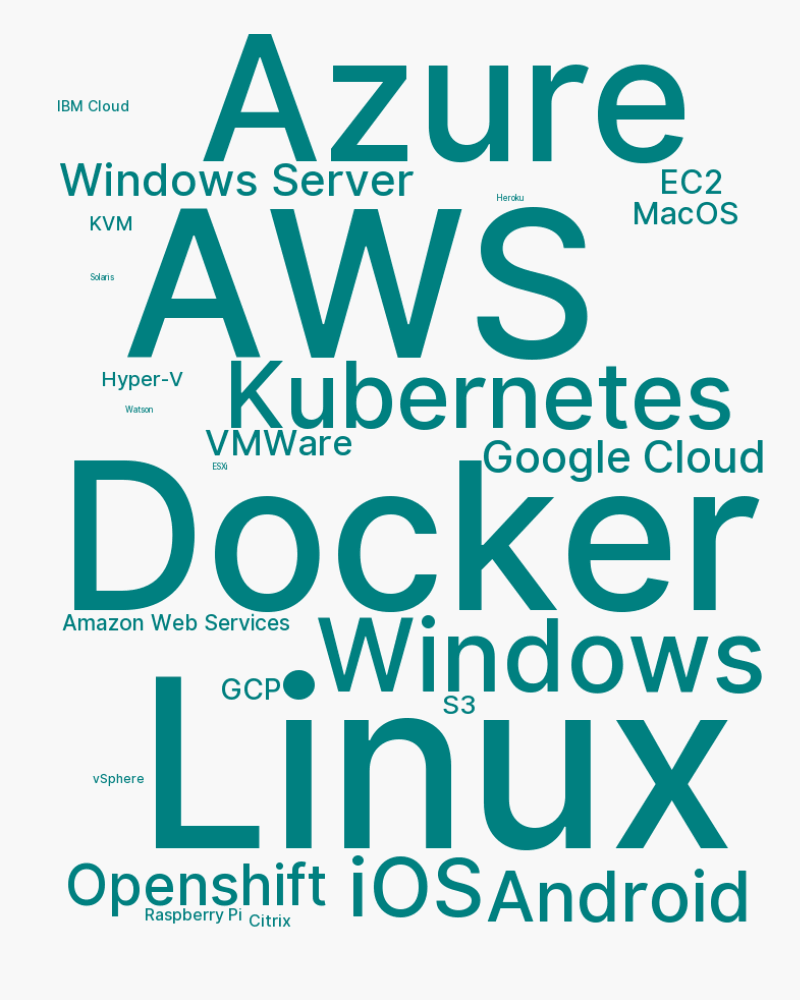 Azure
IBM Cloud
Windows Server
EC2
Heroku
MacOS
KVM
AWS
Solaris
Hyper-V
Kubernetes
Watson
VMWare
Google Cloud
ESXi
Docker
Amazon Web Services
Windows
GCP
S3
Linux
vSphere
Openshift
iOS
Android
Raspberry Pi
Citrix